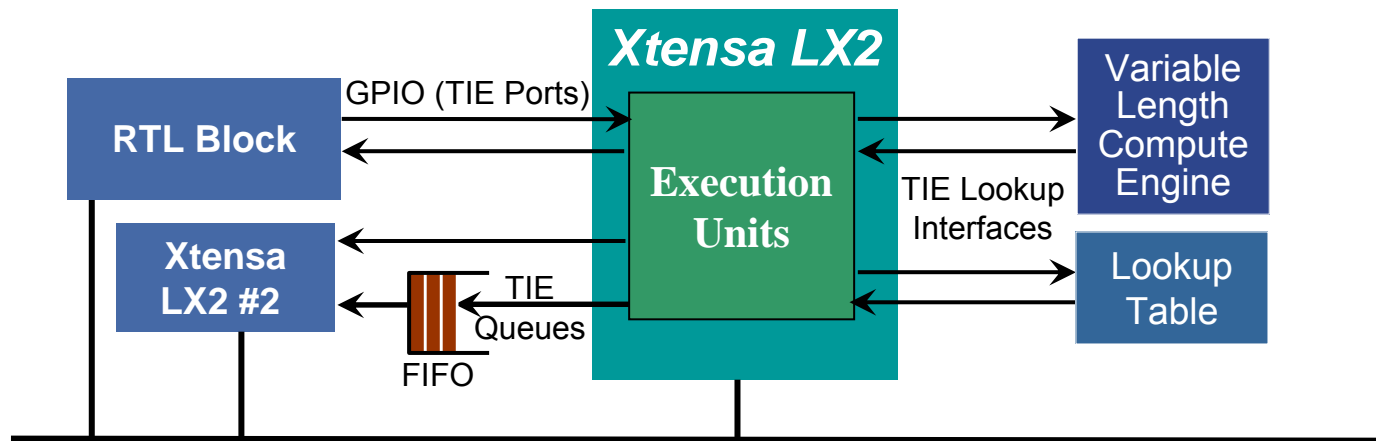 Xtensa LX2
GPIO (TIE Ports)
RTL Block
Variable
Length
Compute
Engine
Execution
Units
TIE Lookup
Interfaces
Xtensa
LX2 #2
TIE
Queues
FIFO
Lookup
Table